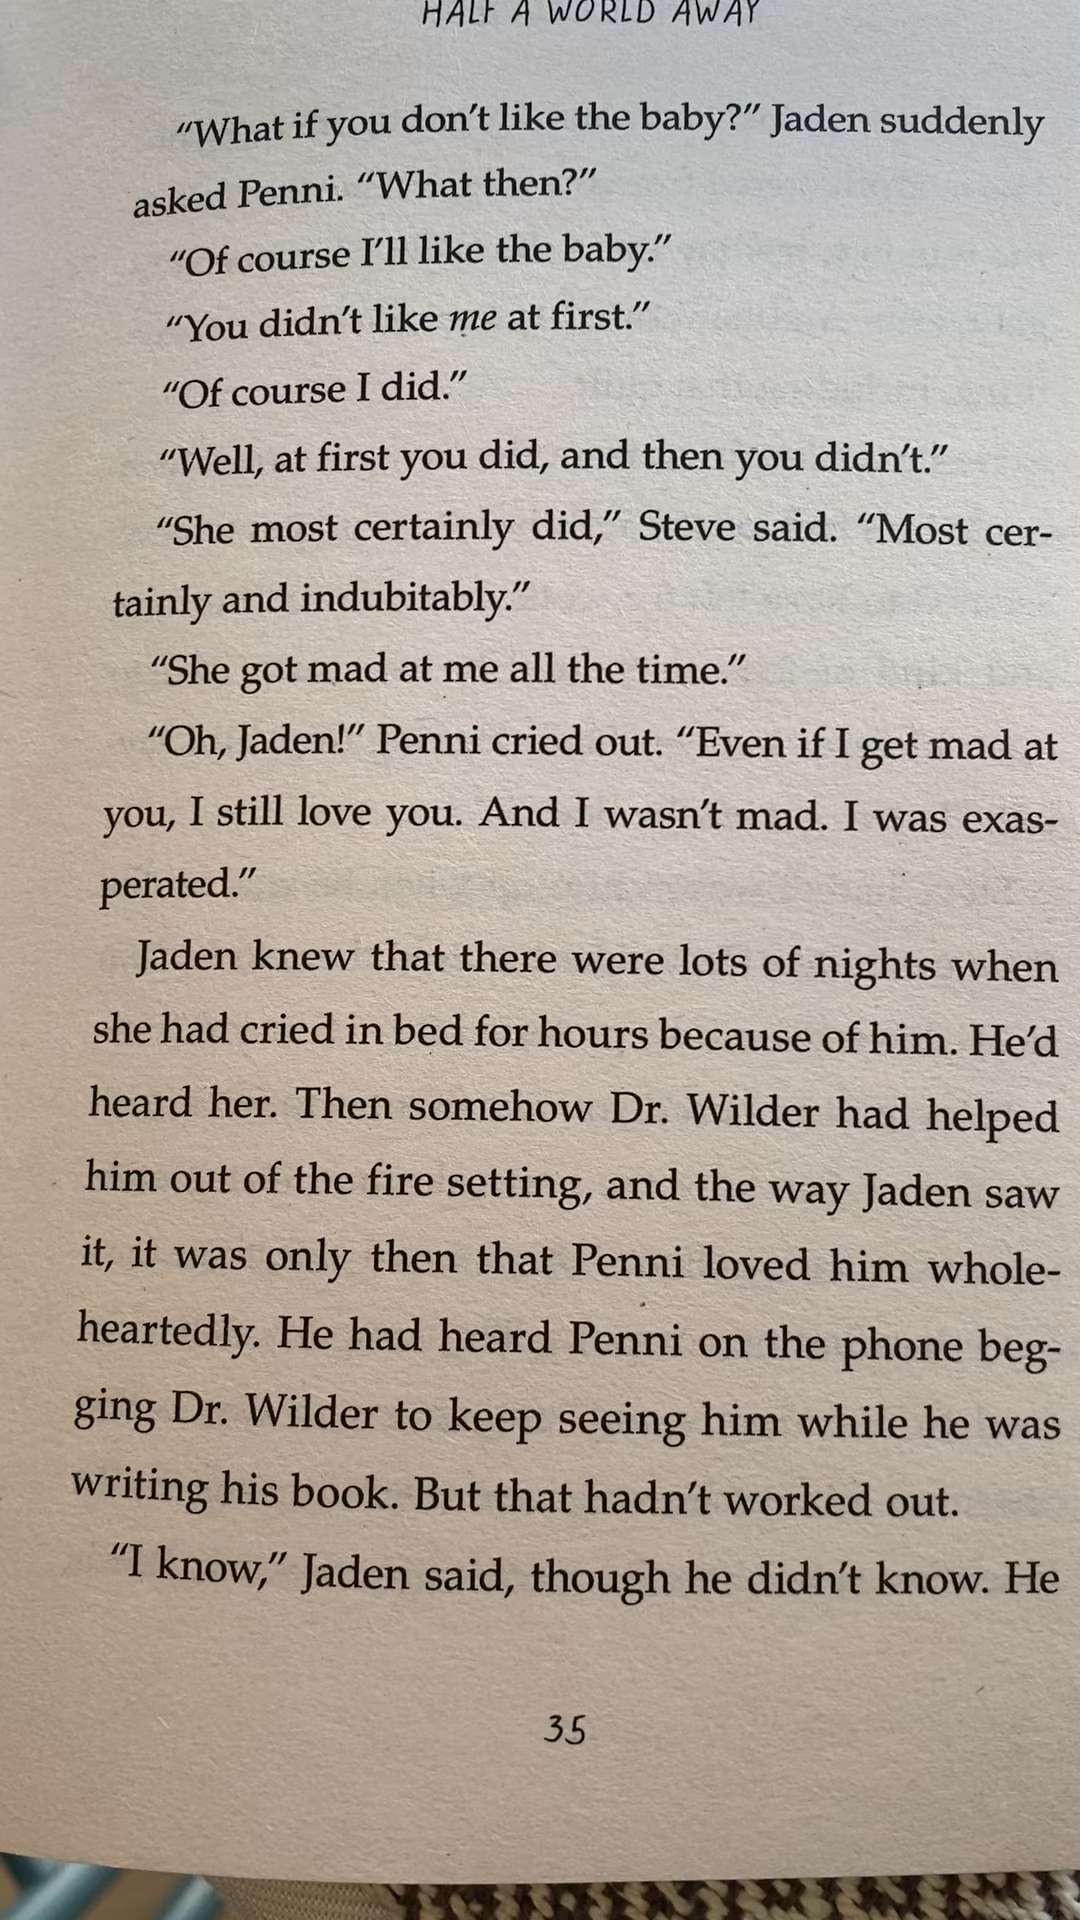 HALF A WORLD AWAY
“What if you don’t like the baby?” Jaden suddenly
asked Penni. “What then?”
“Of course I’ll like the baby.”
“You didn’t like me at first.”
“Of course I did.”
“Well, at first you did, and then you didn’t.”
“She most certainly did,” Steve said. “Most cer-
tainly and indubitably.”
“She got mad at me all the time.”
“Oh, Jaden!” Penni cried out. “Even if I get mad at
you, I still love you. And I wasn’t mad. I was exas-
perated.”
Jaden knew that there were lots of nights when
she had cried in bed for hours because of him. He’d
heard her. Then somehow Dr. Wilder had helped
him out of the fire setting, and the way Jaden saw
it, it was only then that Penni loved him whole-
heartedly. He had heard Penni on the phone beg-
ging Dr. Wilder to keep seeing him while he was
writing his book. But that hadn’t worked out.
“I know,” Jaden said, though he didn’t know. He
35